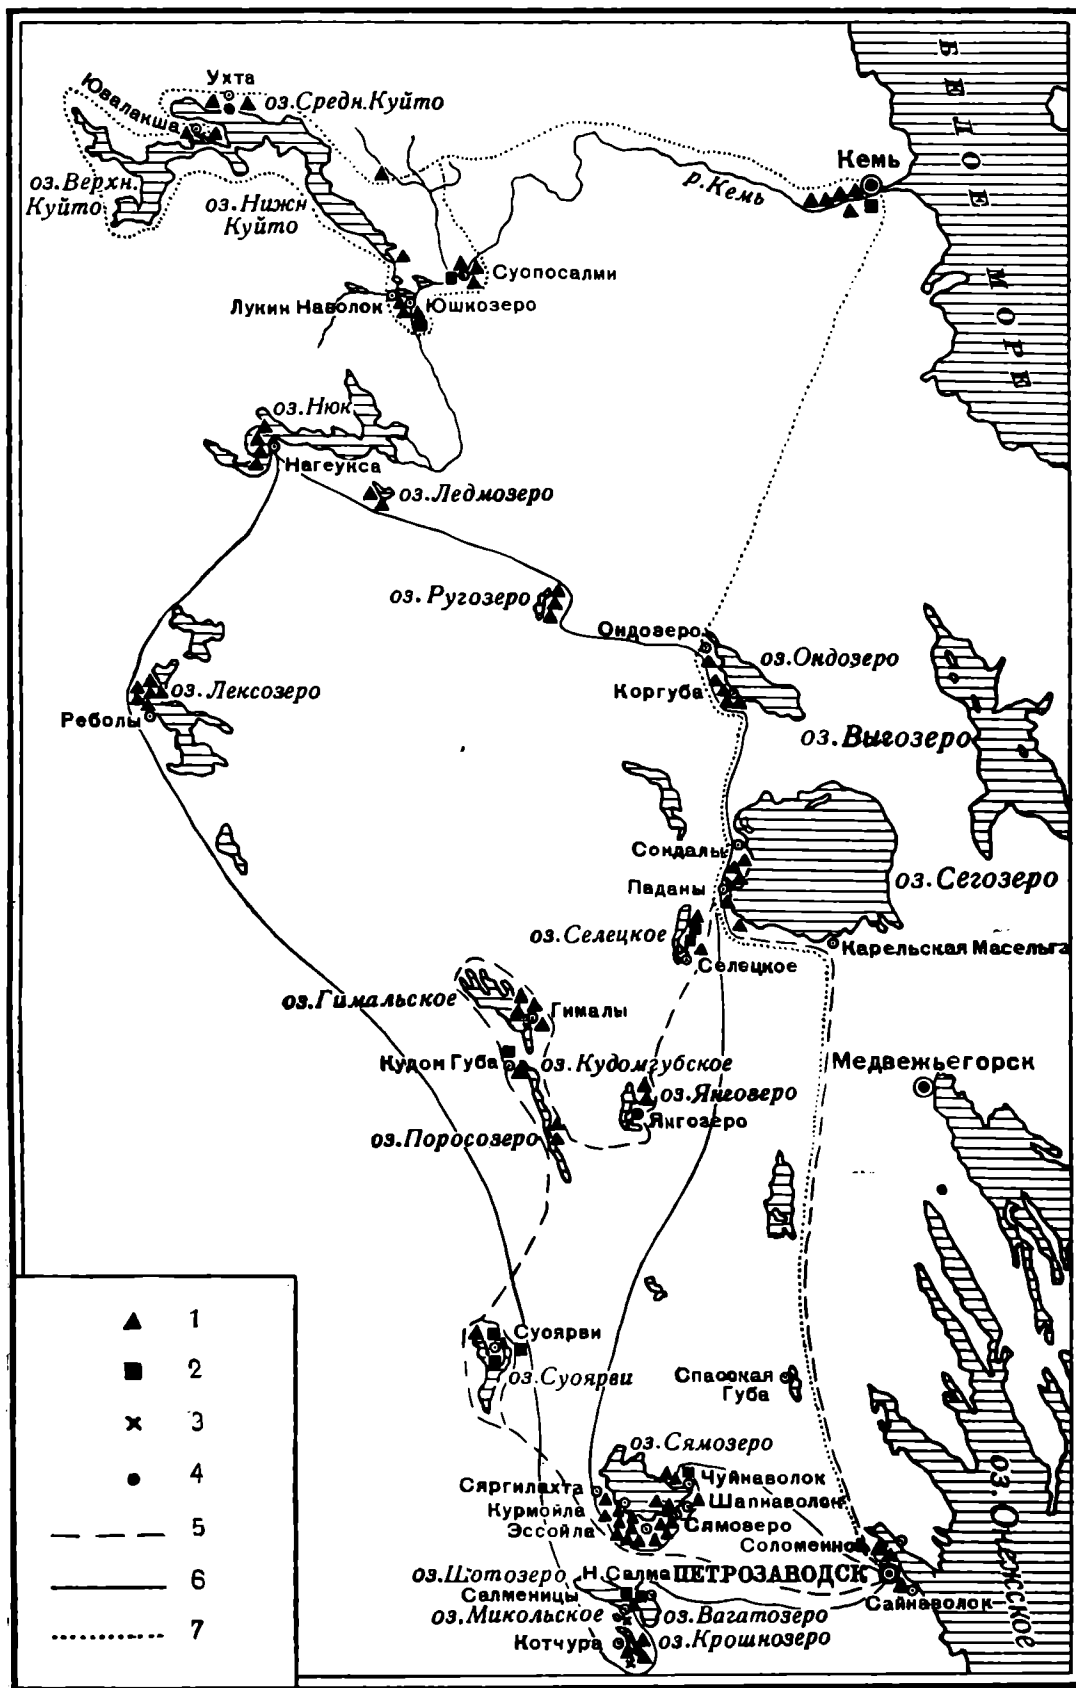 Ухта
Ювалакша
оз. Средн. Куйто
БЕЛОЕ МОРЕ
Кемь
оз. Верхн.
Куйто
оз. Нижн
Куйто
р. Кемь
Суопосалми
Лукин Наволок
Юшкозеро
оз. Нюк
Нагеукса
оз. Ледмозеро
оз. Ругозеро
Ондозеро
оз. Ондозеро
оз. Лексозеро
Коргуба
Реболы
оз. Выгозеро
Сондалы
Паданы
оз. Сегозеро
оз. Селецкое
Карельская Масельга
Селецкое
оз. Гимальское
Гималы
Кудом Губа
оз. Кудомгубское
Медвежьегорск
оз. Янгозеро
Янгозеро
оз. Поросозеро
1
2
3
4
5
6
7
Суоярви
оз. Суоярви
Спасская
Губа
оз. Сямозеро
Чуйнаволок
Сяргилахта
Шапнаволок
Курмойла
Эссойла
Сямозеро
Соломенное
оз. Онежское
оз. Шотозеро
Н. Салма
ПЕТРОЗАВОДСК
Салменицы
Сайнаволок
оз. Микольское
оз. Вагатозеро
Котчура
оз. Крошнозеро